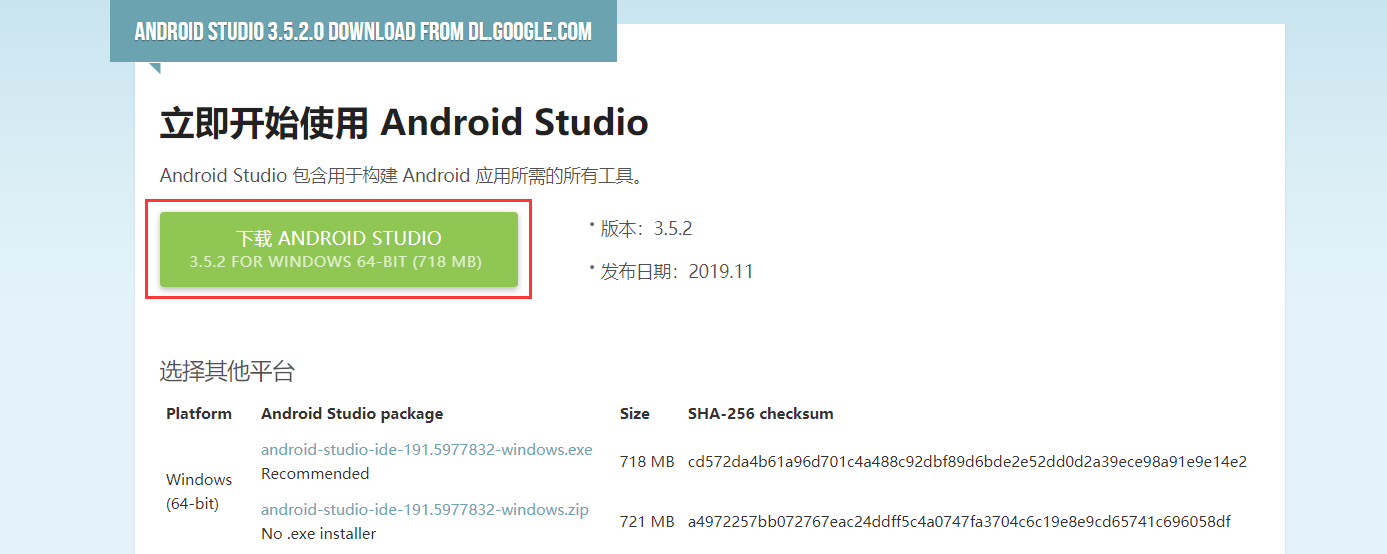 ANDROID STUDIO 3.5.2.0 DOWNLOAD FROM DL.GOOGLE.COM
立即开始使用 Android Studio
Android Studio 包含用于构建 Android 应用所需的所有工具。
下载 ANDROID STUDIO
3.5.2 FOR WINDOWS 64-BIT (718 MB)
• 版本：3.5.2
• 发布日期：2019.11
选择其他平台
Platform Android Studio package Size SHA-256 checksum
Windows
(64-bit)
android-studio-ide-191.5977832-windows.exe
Recommended
718 MB cd572da4b61a96d701c4a488c92dbf89d6bde2e52dd0d2a39ece98a91e9e14e2
android-studio-ide-191.5977832-windows.zip
No .exe installer
721 MB a4972257bb072767eac24ddff5c4a0747fa3704c6c19e8e9cd65741c696058df